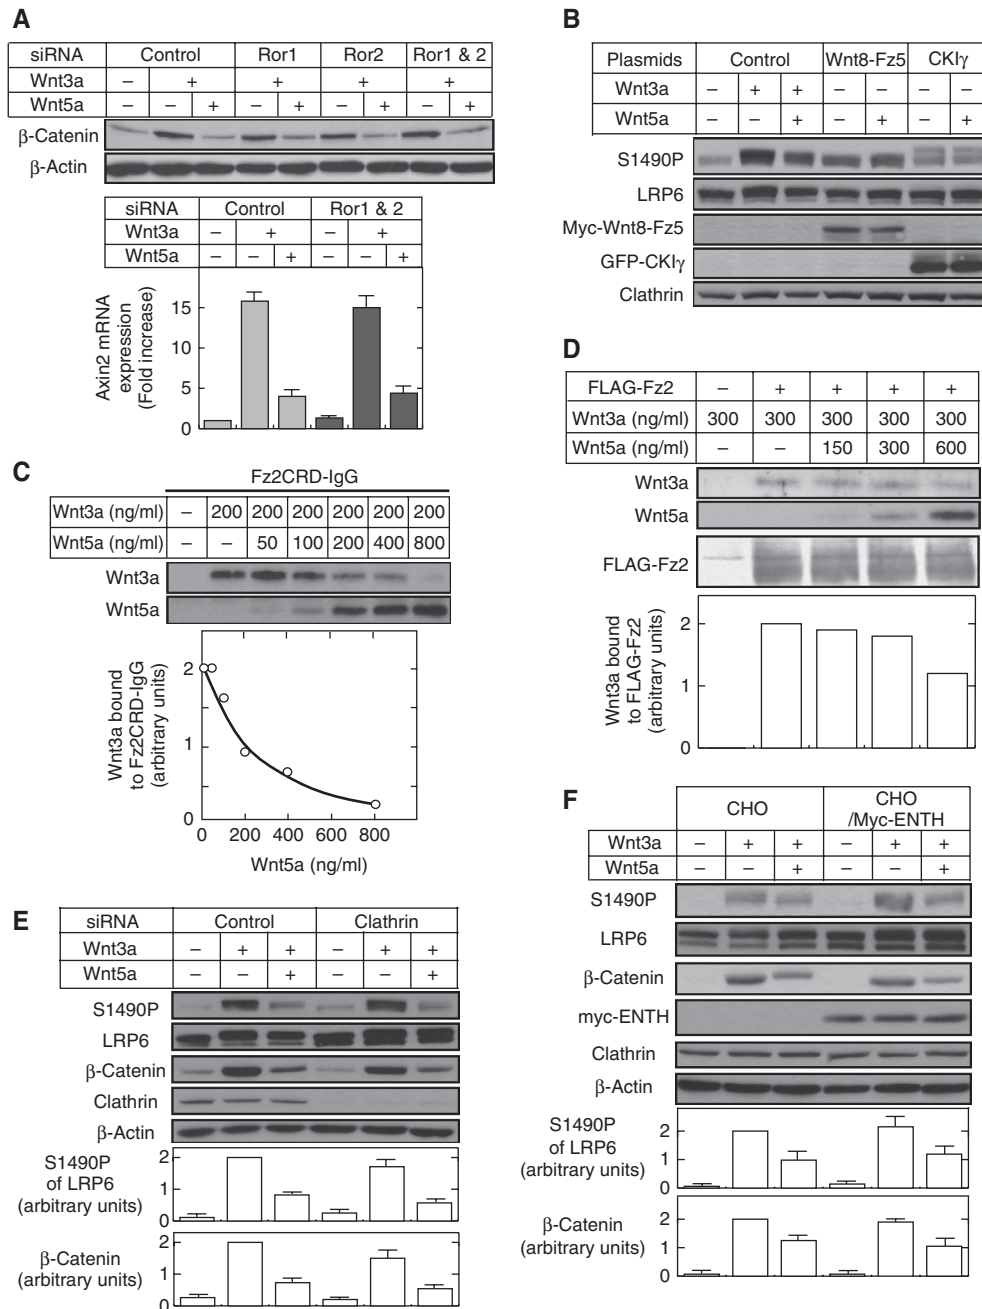 A
siRNA Control Ror1 Ror2 Ror1 & 2
Wnt3a – + + + +
Wnt5a – – + – + – + – +
β-Catenin
β-Actin
siRNA Control Ror1 & 2
Wnt3a – + – +
Wnt5a – – + – – +
Axin2 mRNA
expression
(Fold increase)
15
10
5
0
B
Plasmids Control Wnt8-Fz5 CKIγ
Wnt3a – + + – – – –
Wnt5a – – + – + – +
S1490P
LRP6
Myc-Wnt8-Fz5
GFP-CKIγ
Clathrin
C
Fz2CRD-IgG
Wnt3a (ng/ml) – 200 200 200 200 200 200
Wnt5a (ng/ml) – – 50 100 200 400 800
Wnt3a
Wnt5a
Wnt3a bound
to Fz2CRD-IgG
(arbitrary units)
2
1
0
0 200 400 600 800
Wnt5a (ng/ml)
D
FLAG-Fz2 – + + + +
Wnt3a (ng/ml) 300 300 300 300 300
Wnt5a (ng/ml) – – 150 300 600
Wnt3a
Wnt5a
FLAG-Fz2
Wnt3a bound
to FLAG-Fz2
(arbitrary units)
2
1
0
E
siRNA Control Clathrin
Wnt3a – + + – + +
Wnt5a – – + – – +
S1490P
LRP6
β-Catenin
Clathrin
β-Actin
S1490P
of LRP6
(arbitrary units)
2
1
0
β-Catenin
(arbitrary units)
2
1
0
F
CHO CHO
/Myc-ENTH
Wnt3a – + + – + +
Wnt5a – – + – – +
S1490P
LRP6
β-Catenin
myc-ENTH
Clathrin
β-Actin
S1490P
of LRP6
(arbitrary units)
2
1
0
β-Catenin
(arbitrary units)
2
1
0